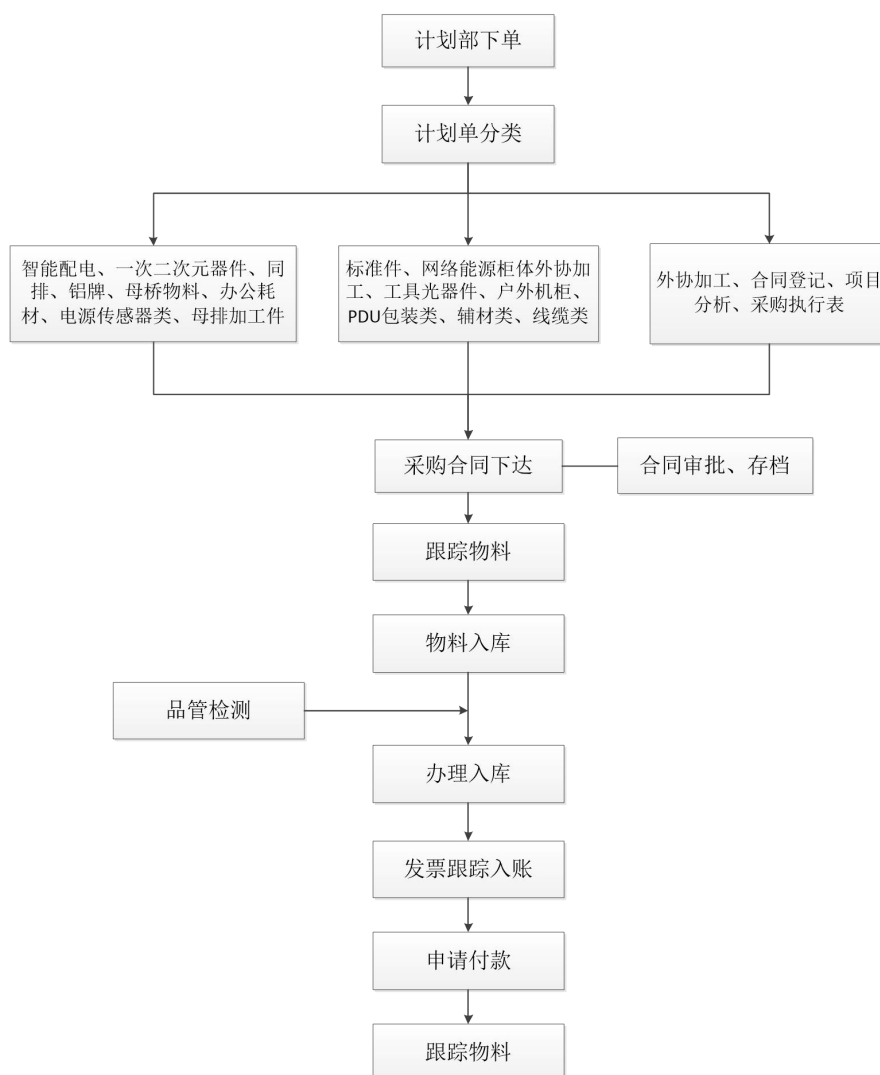 计划部下单
计划单分类
智能配电、一次二次元器件、同
排、铝牌、母桥物料、办公耗
材、电源传感器类、母排加工件
标准件、网络能源柜体外协加
工、工具光器件、户外机柜、
PDU包装类、辅材类、线缆类
外协加工、合同登记、项目
分析、采购执行表
采购合同下达
合同审批、存档
跟踪物料
物料入库
品管检测
办理入库
发票跟踪入账
申请付款
跟踪物料